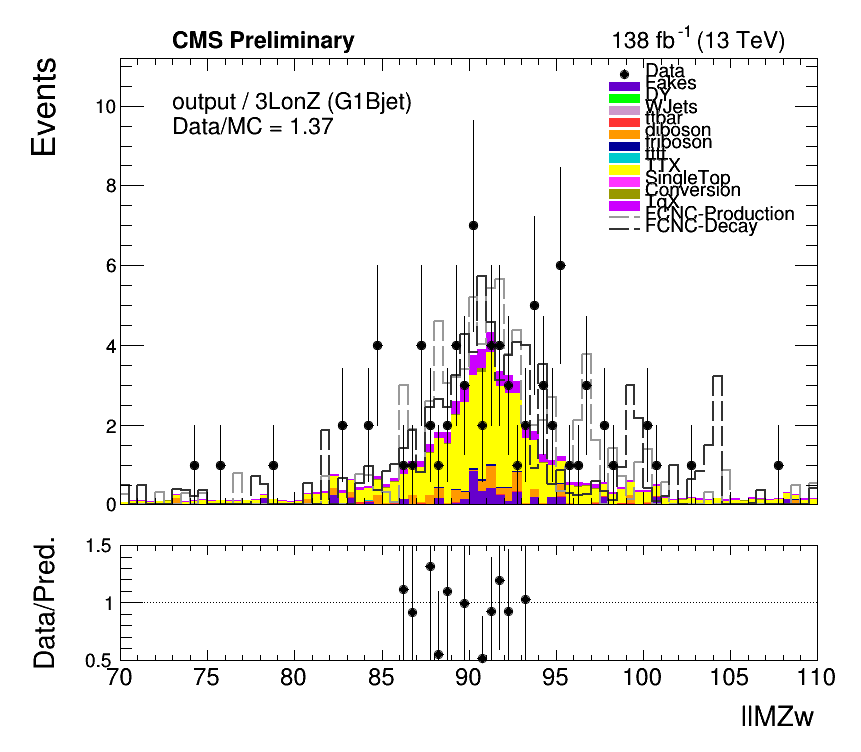 CMS Preliminary
138 fb-1 (13 TeV)
Events
output / 3LonZ (G1Bjet)
Data/MC = 1.37
Data
Fakes
DY
WJets
ttbar
diboson
triboson
tttt
TTX
SingleTop
Conversion
TqX
FCNC-Production
FCNC-Decay
10
8
6
4
2
0
Data/Pred.
1.5
1
0.5
70 75 80 85 90 95 100 105 110
llMZw